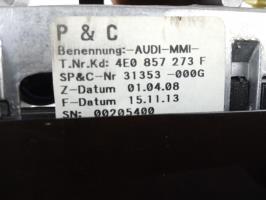 P & C
Benennung:-AUDI-MMI-
T.Nr.Kd: 4E0 857 273 F
SP&C-Nr 31353 -000G
Z-Datum 01.04.08
F-Datum 15.11.13
SN: 00205400